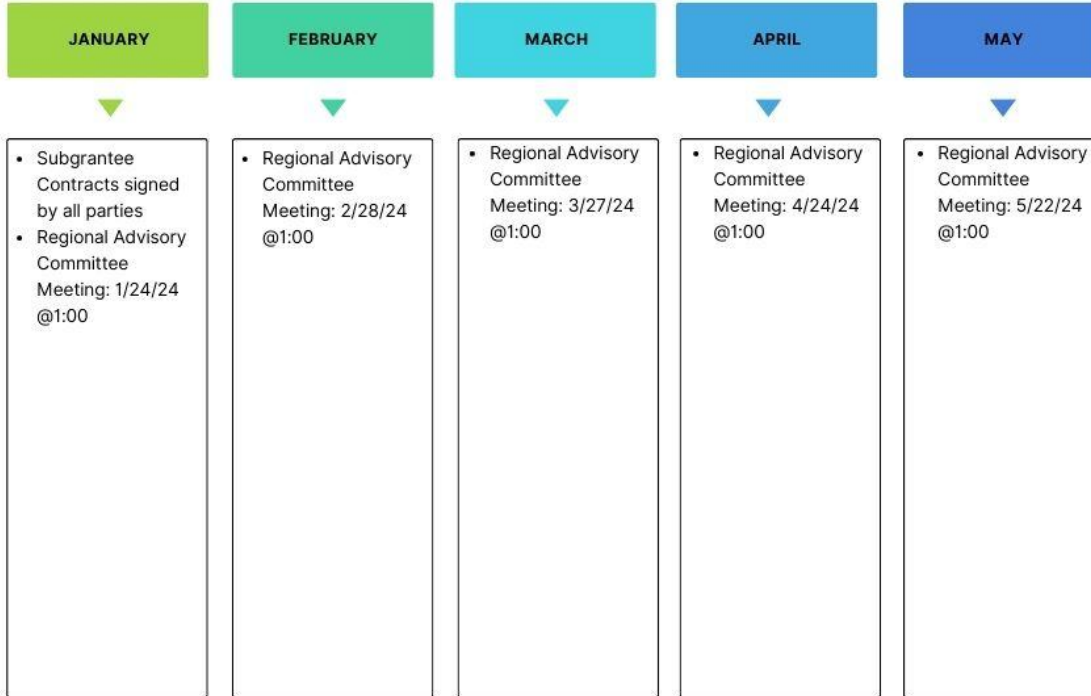 JANUARY
FEBRUARY
MARCH
APRIL
MAY
• Subgrantee
Contracts signed
by all parties
• Regional Advisory
Committee
Meeting: 1/24/24
@1:00
• Regional Advisory
Committee
Meeting: 2/28/24
@1:00
• Regional Advisory
Committee
Meeting: 3/27/24
@1:00
• Regional Advisory
Committee
Meeting: 4/24/24
@1:00
• Regional Advisory
Committee
Meeting: 5/22/24
@1:00